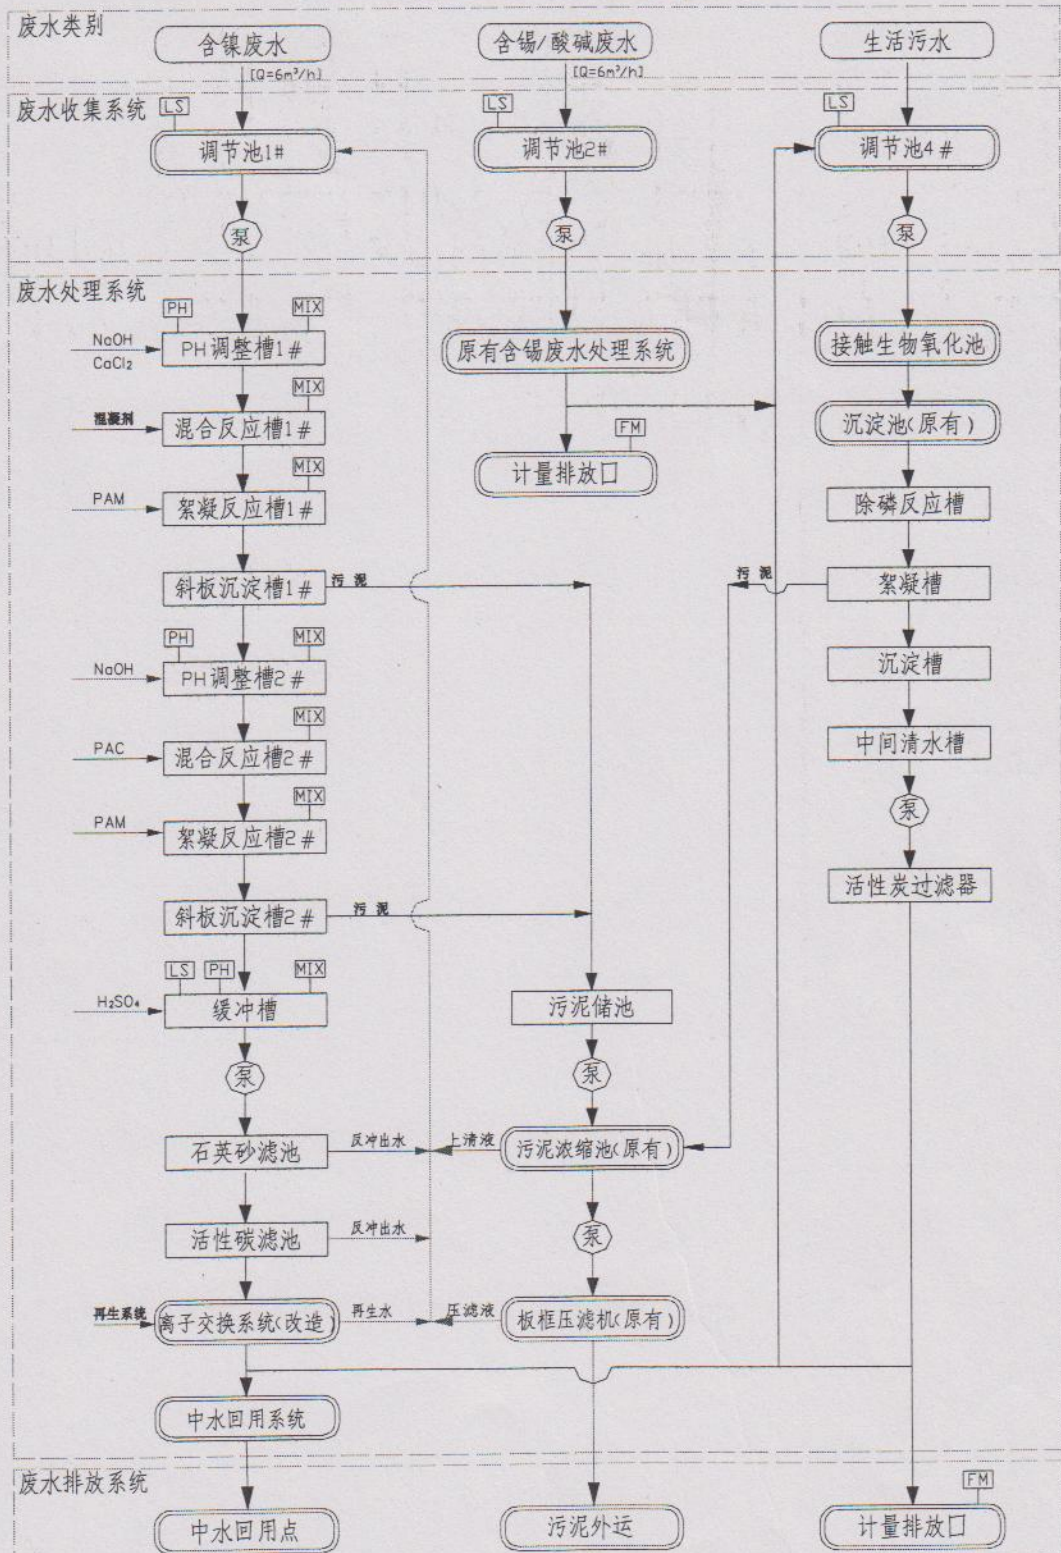 废水类别
含镍废水
含锡/酸碱废水
生活污水
[Q=6m³/h]
[Q=6m³/h]
废水收集系统
LS
LS
LS
调节池1#
调节池2#
调节池4#
泵
泵
泵
废水处理系统
PH
MIX
NaOH
CaCl₂
PH调整槽1#
原有含锡废水处理系统
接触生物氧化池
MIX
混凝剂
混合反应槽1#
沉淀池(原有)
FM
计量排放口
MIX
PAM
絮凝反应槽1#
除磷反应槽
斜板沉淀槽1#
污泥
污泥
絮凝槽
PH
MIX
NaOH
PH调整槽2#
沉淀槽
MIX
PAC
混合反应槽2#
中间清水槽
MIX
泵
PAM
絮凝反应槽2#
活性炭过滤器
斜板沉淀槽2#
污泥
LS
PH
MIX
H₂SO₄
缓冲槽
污泥储池
泵
泵
石英砂滤池
反冲出水
上清液
污泥浓缩池(原有)
活性碳滤池
反冲出水
泵
再生系统
离子交换系统(改造)
再生水
压滤液
板框压滤机(原有)
中水回用系统
废水排放系统
FM
中水回用点
污泥外运
计量排放口